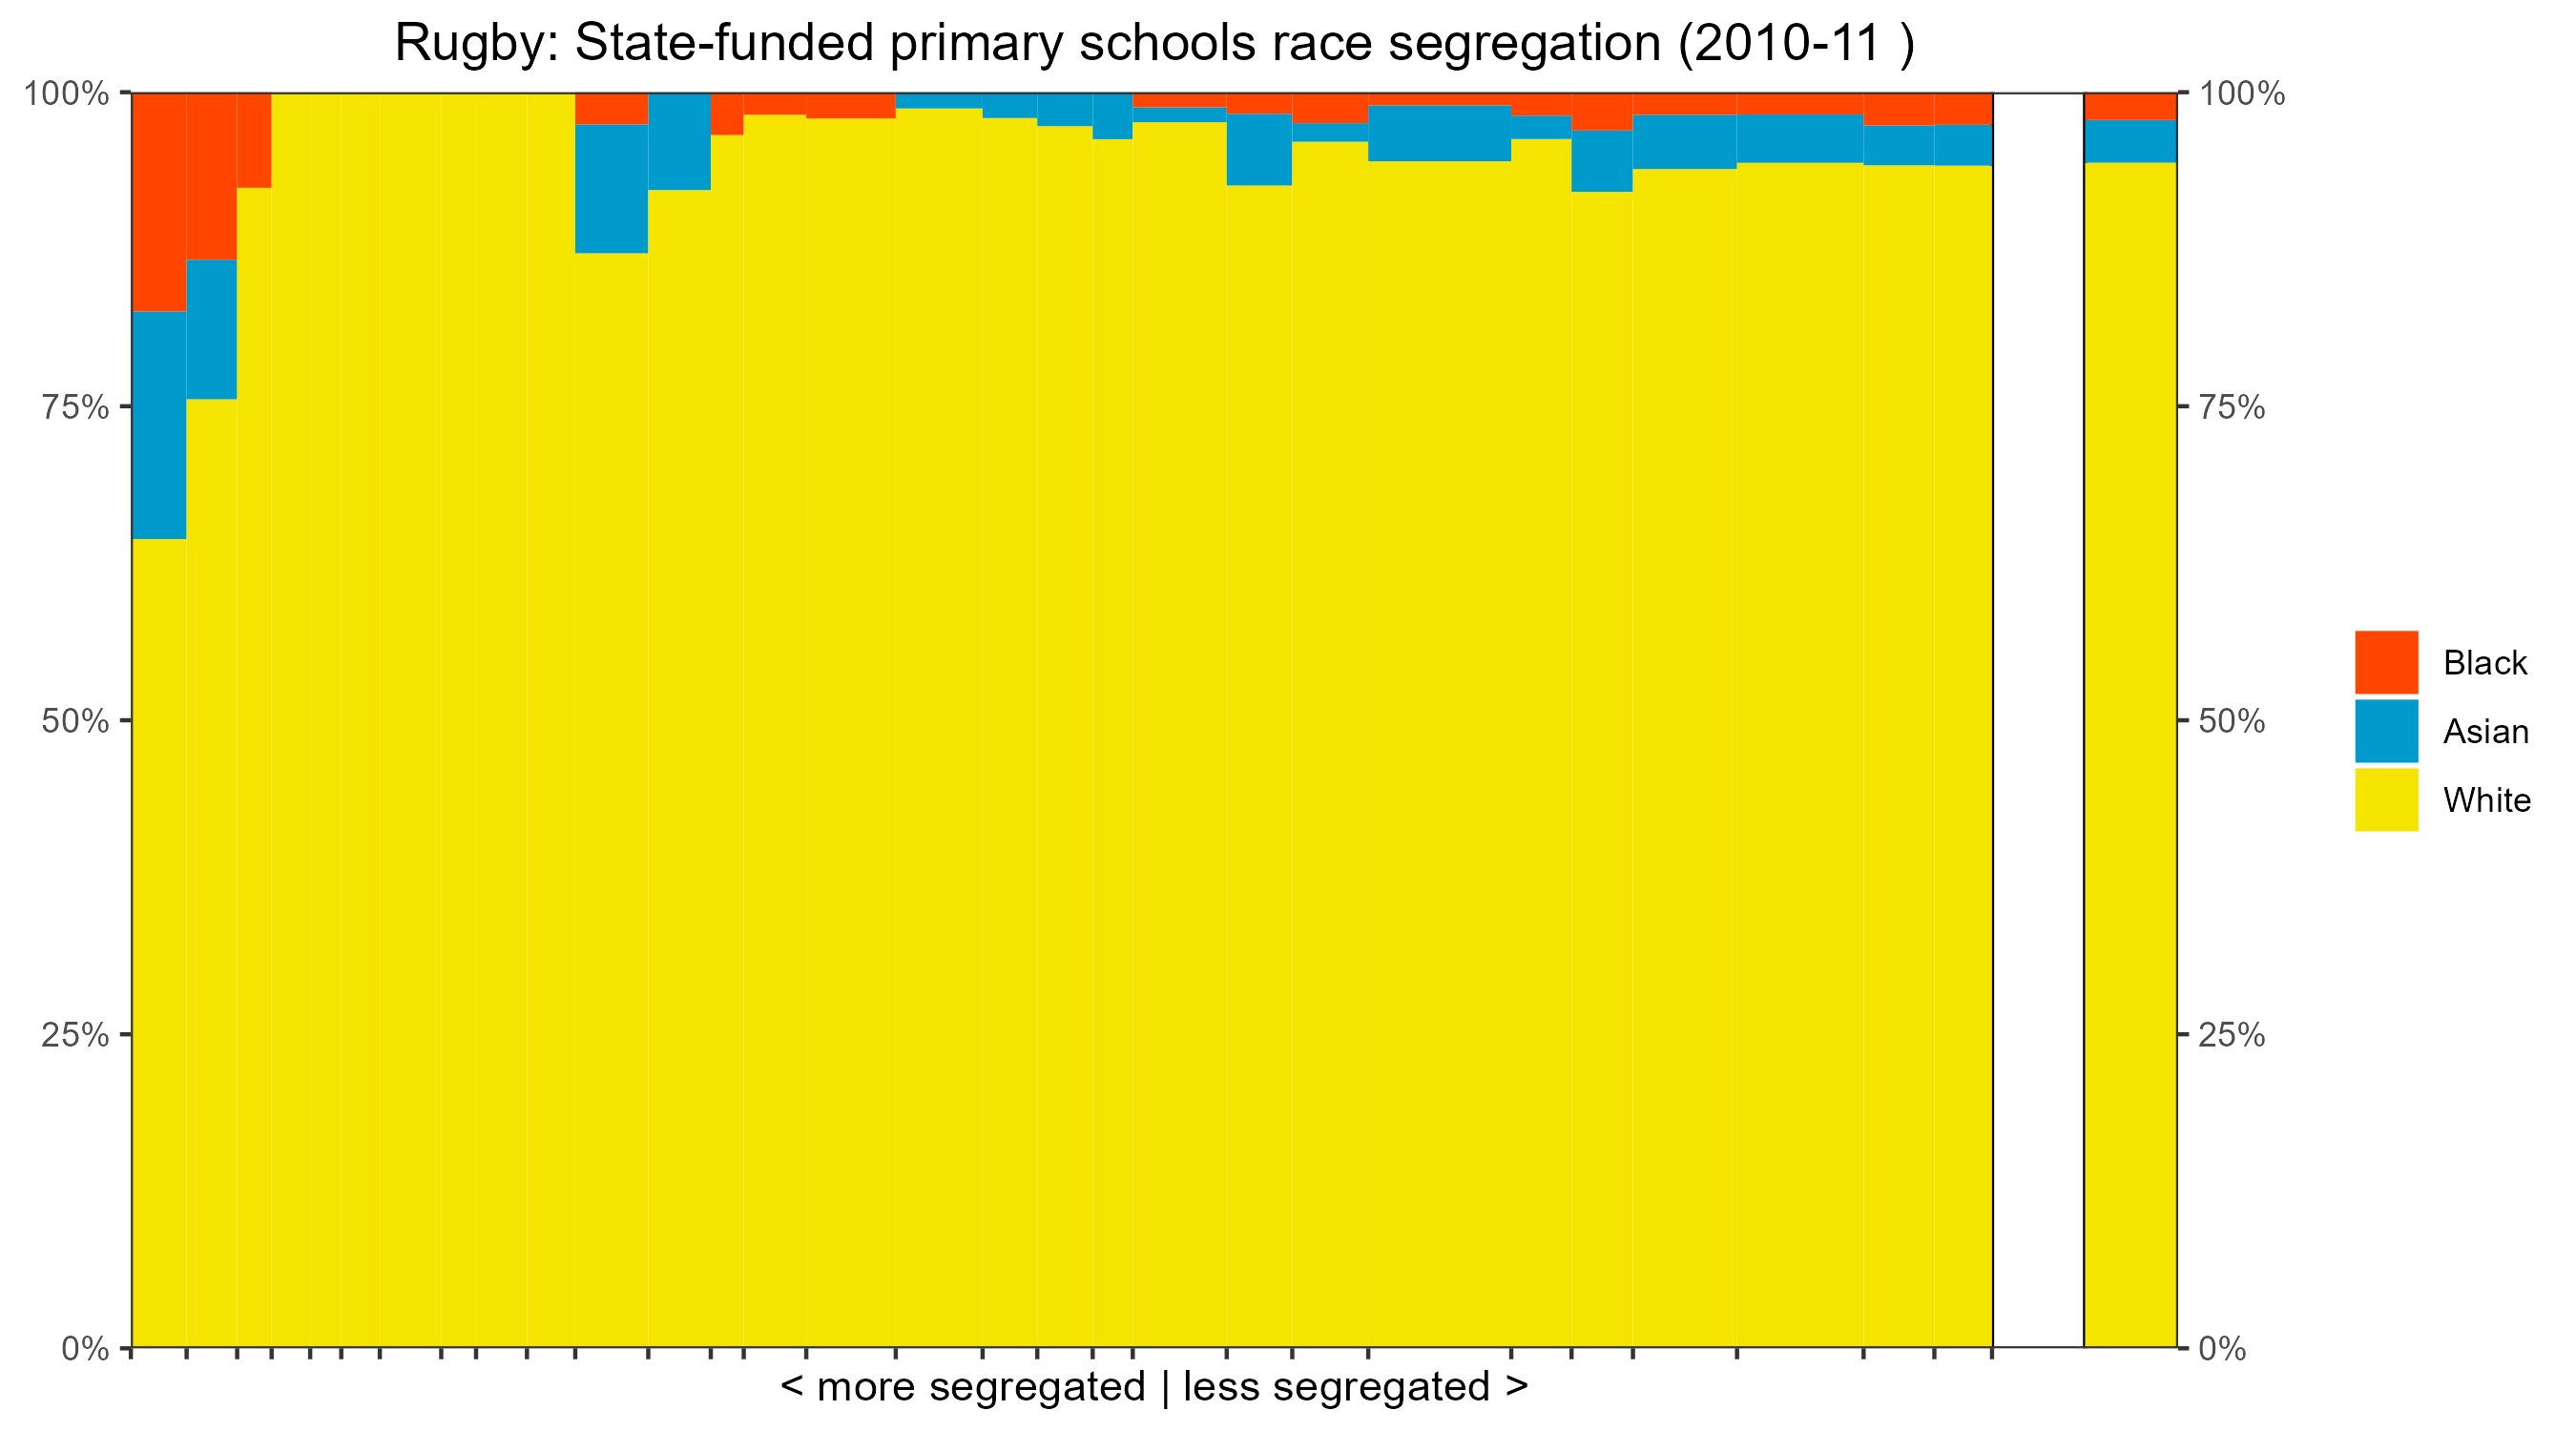 Rugby: State-funded primary schools race segregation (2010-11 )
100%
75%
50%
25%
0%
100%
75%
50%
25%
0%
Black
Asian
White
< more segregated | less segregated >